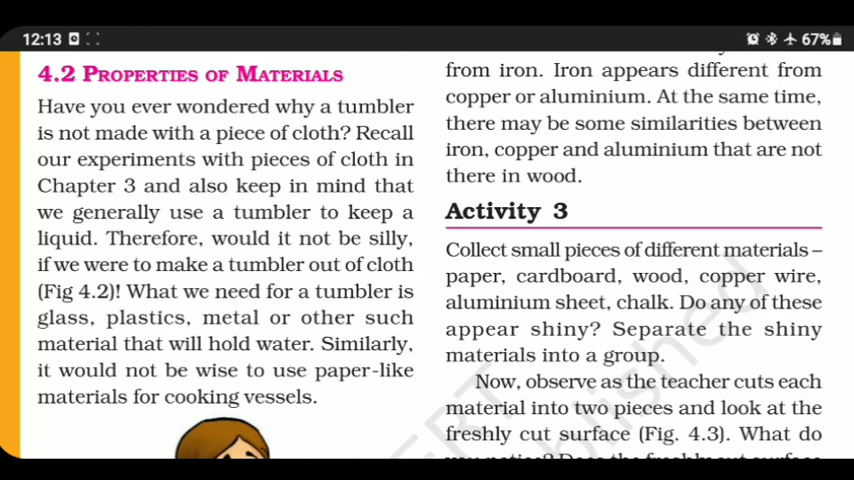 12:13
67%
4.2 PROPERTIES OF MATERIALS
Have you ever wondered why a tumbler
is not made with a piece of cloth? Recall
our experiments with pieces of cloth in
Chapter 3 and also keep in mind that
we generally use a tumbler to keep a
liquid. Therefore, would it not be silly,
if we were to make a tumbler out of cloth
(Fig 4.2)! What we need for a tumbler is
glass, plastics, metal or other such
material that will hold water. Similarly,
it would not be wise to use paper-like
materials for cooking vessels.
from iron. Iron appears different from
copper or aluminium. At the same time,
there may be some similarities between
iron, copper and aluminium that are not
there in wood.
Activity 3
Collect small pieces of different materials –
paper, cardboard, wood, copper wire,
aluminium sheet, chalk. Do any of these
appear shiny? Separate the shiny
materials into a group.
Now, observe as the teacher cuts each
material into two pieces and look at the
freshly cut surface (Fig. 4.3). What do